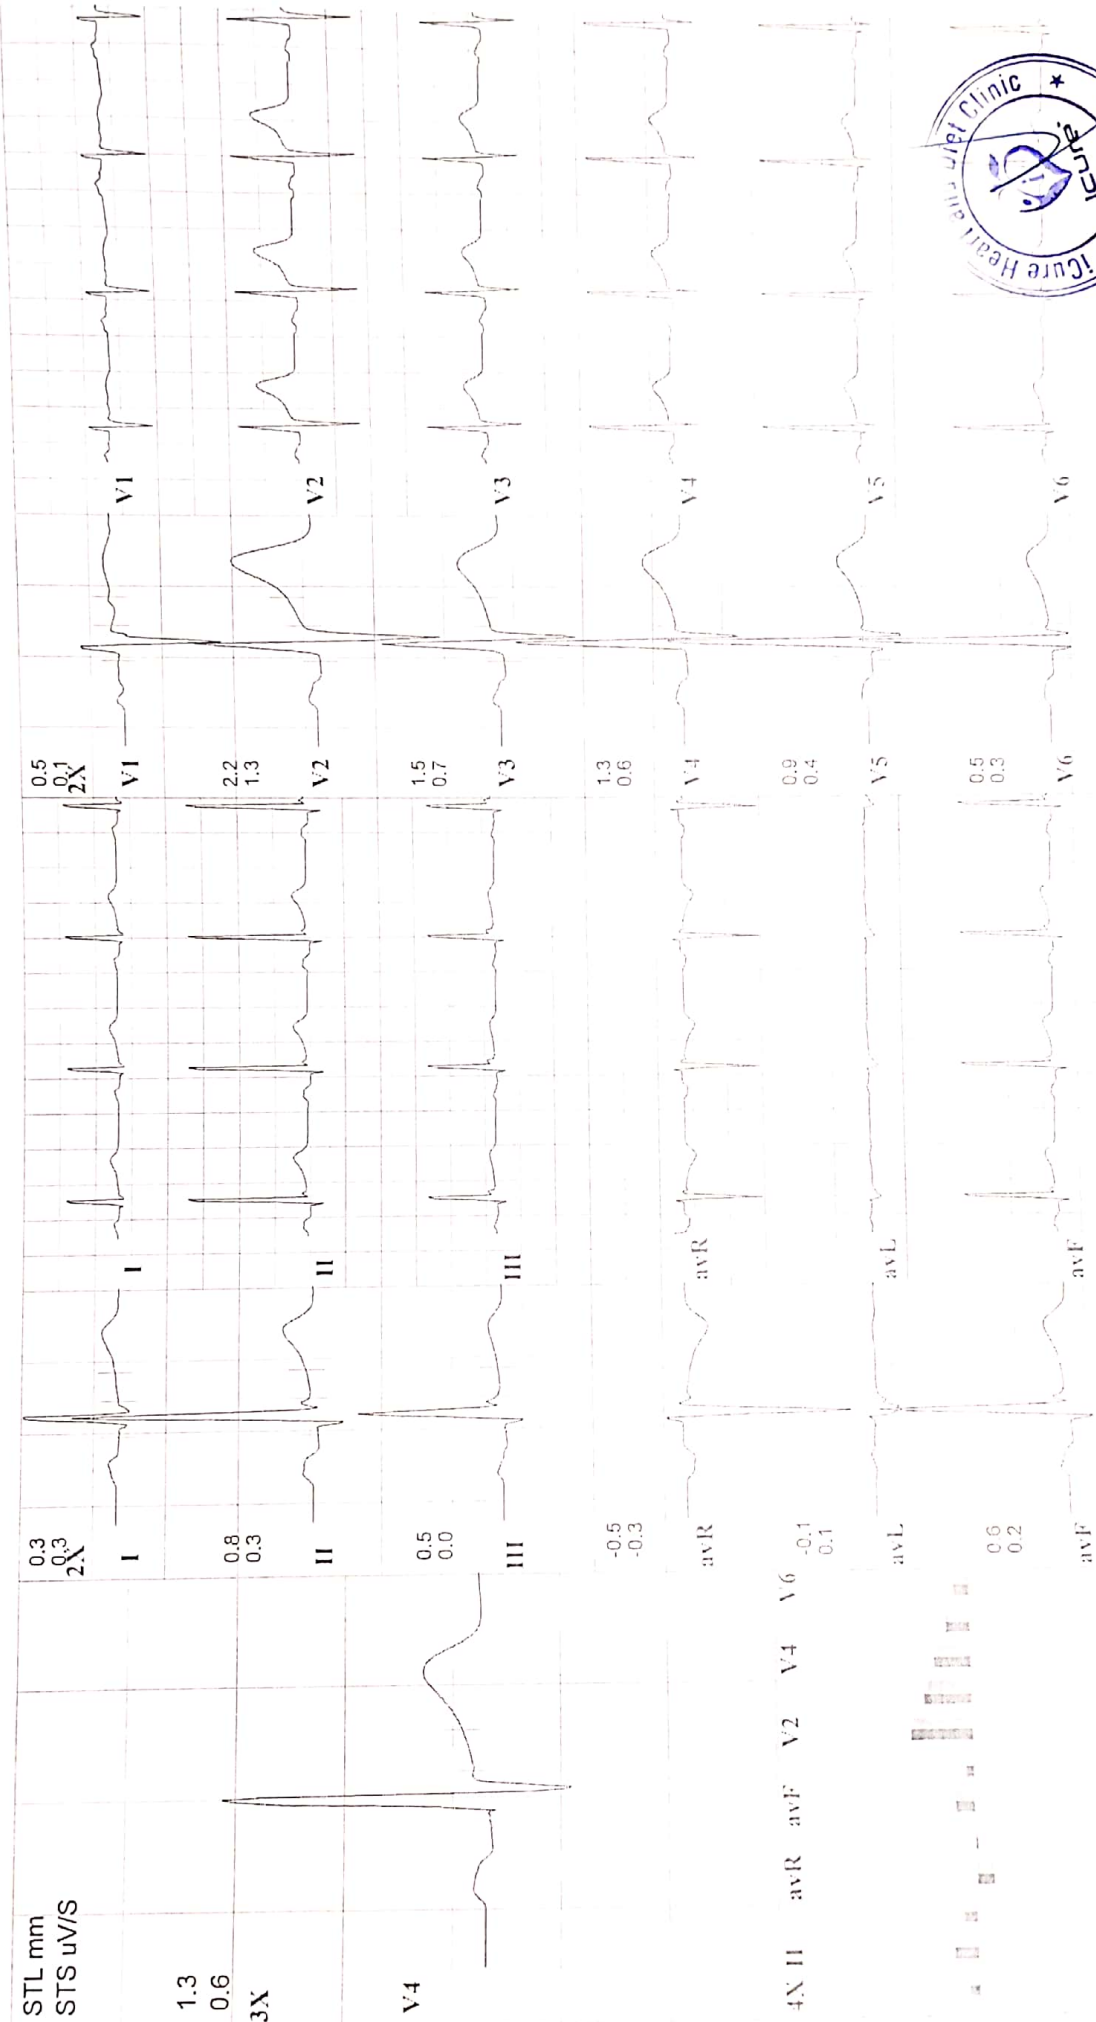 STL mm
STS uV/S
1.3
0.6
3X
V4
4X II avR avF V2 V4 V6
0.3
0.3
2X
I
I
0.8
0.3
II
II
0.5
0.0
III
III
-0.5
-0.3
avR
avR
-0.1
0.1
avL
avL
0.6
0.2
avF
avF
0.5
0.1
2X
V1
V1
2.2
1.3
V2
V2
1.5
0.7
V3
V3
1.3
0.6
V4
V4
0.9
0.4
V5
V5
0.5
0.3
V6
V6
iCure Heart and Diet Clinic
iCURE